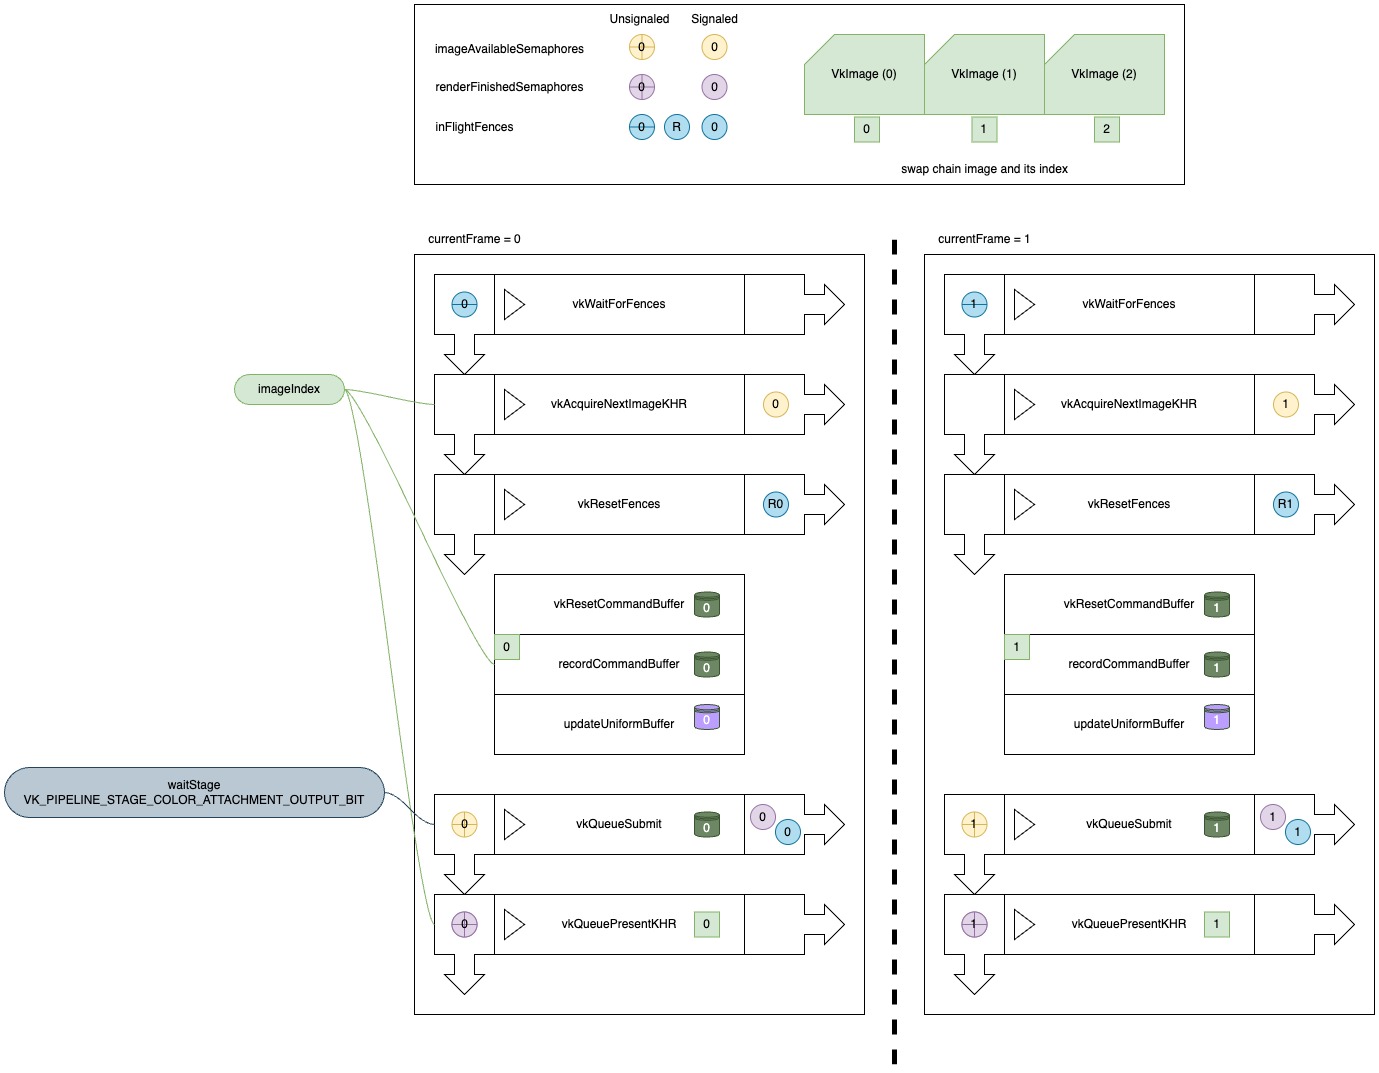 Unsignaled Signaled
imageAvailableSemaphores 0 0
renderFinishedSemaphores 0 0
inFlightFences 0 R 0
VkImage (0) VkImage (1) VkImage (2)
0 1 2
swap chain image and its index
currentFrame = 0
0 vkWaitForFences
imageIndex
vkAcquireNextImageKHR 0
vkResetFences R0
vkResetCommandBuffer 0
0
recordCommandBuffer 0
updateUniformBuffer 0
waitStage
VK_PIPELINE_STAGE_COLOR_ATTACHMENT_OUTPUT_BIT
0 vkQueueSubmit 0 0 0
0 vkQueuePresentKHR 0
currentFrame = 1
1 vkWaitForFences
vkAcquireNextImageKHR 1
vkResetFences R1
vkResetCommandBuffer 1
1
recordCommandBuffer 1
updateUniformBuffer 1
1 vkQueueSubmit 1 1 1
1 vkQueuePresentKHR 1